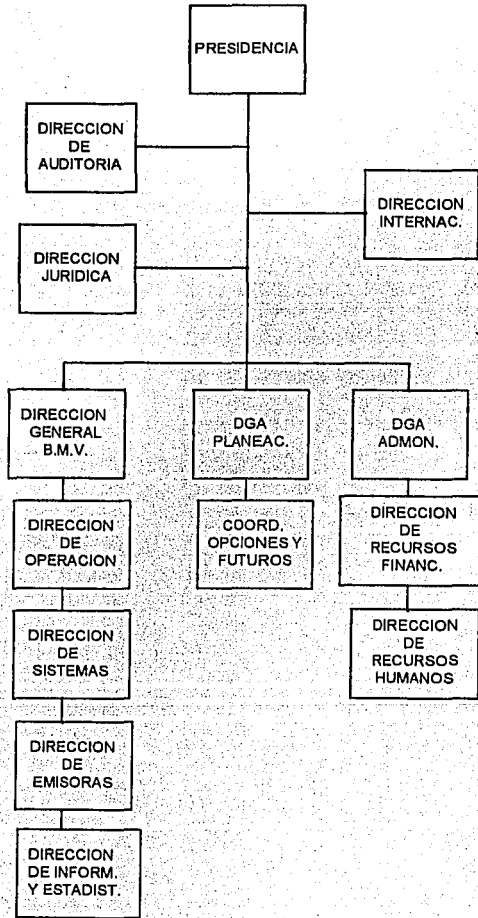 PRESIDENCIA
DIRECCION
DE
AUDITORIA
DIRECCION
INTERNAC.
DIRECCION
JURIDICA
DIRECCION
GENERAL
B.M.V.
DGA
PLANEAC.
DGA
ADMON.
DIRECCION
DE
OPERACION
COORD.
OPCIONES Y
FUTUROS
DIRECCION
DE
RECURSOS
FINANC.
DIRECCION
DE
SISTEMAS
DIRECCION
DE
RECURSOS
HUMANOS
DIRECCION
DE
EMISORAS
DIRECCION
DE INFORM.
Y ESTADIST.